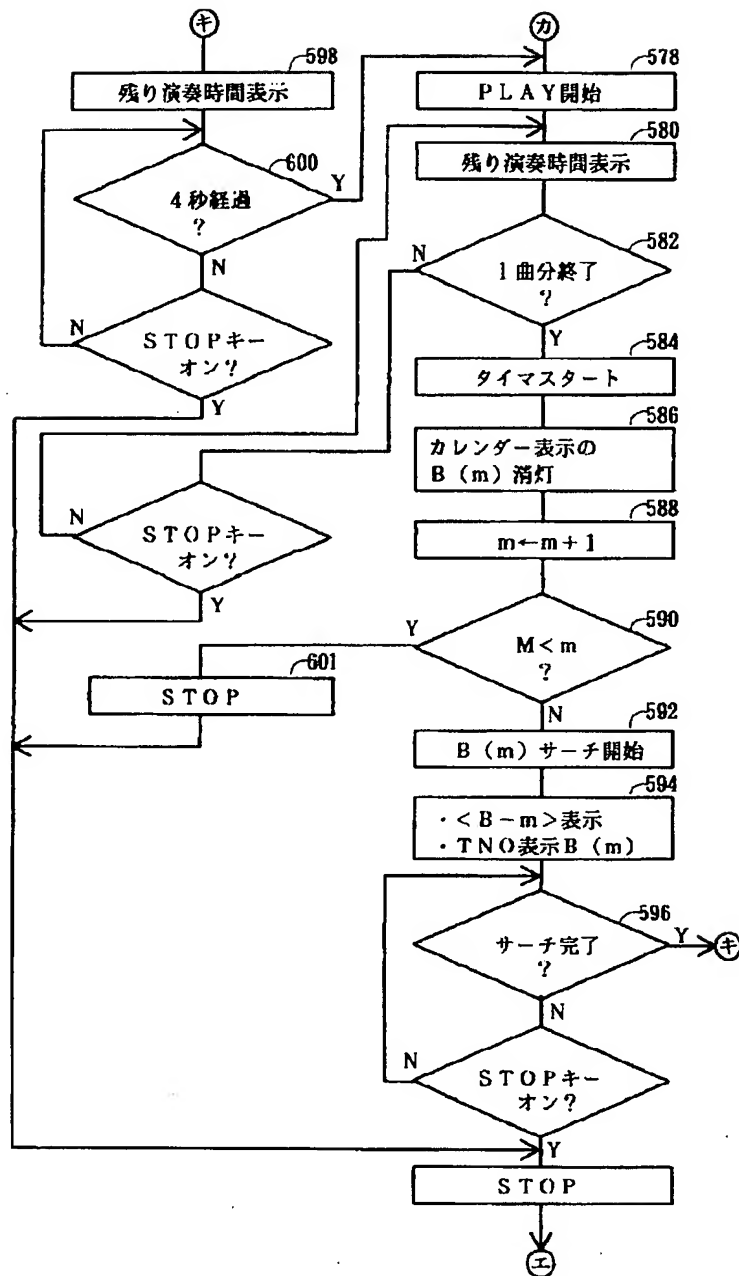 キ
598
残り演奏時間表示
600
4秒経過
?
Y
N
STOPキー
オン?
N
Y
カ
578
PLAY開始
580
残り演奏時間表示
582
1曲分終了
?
N
Y
584
タイマスタート
586
カレンダー表示の
B(m)消灯
588
m←m+1
STOPキー
オン?
N
Y
590
M<m
?
Y
N
601
STOP
592
B(m)サーチ開始
594
・<B-m>表示
・TNO表示B(m)
596
サーチ完了
?
Y
キ
N
STOPキー
オン?
N
Y
STOP
エ